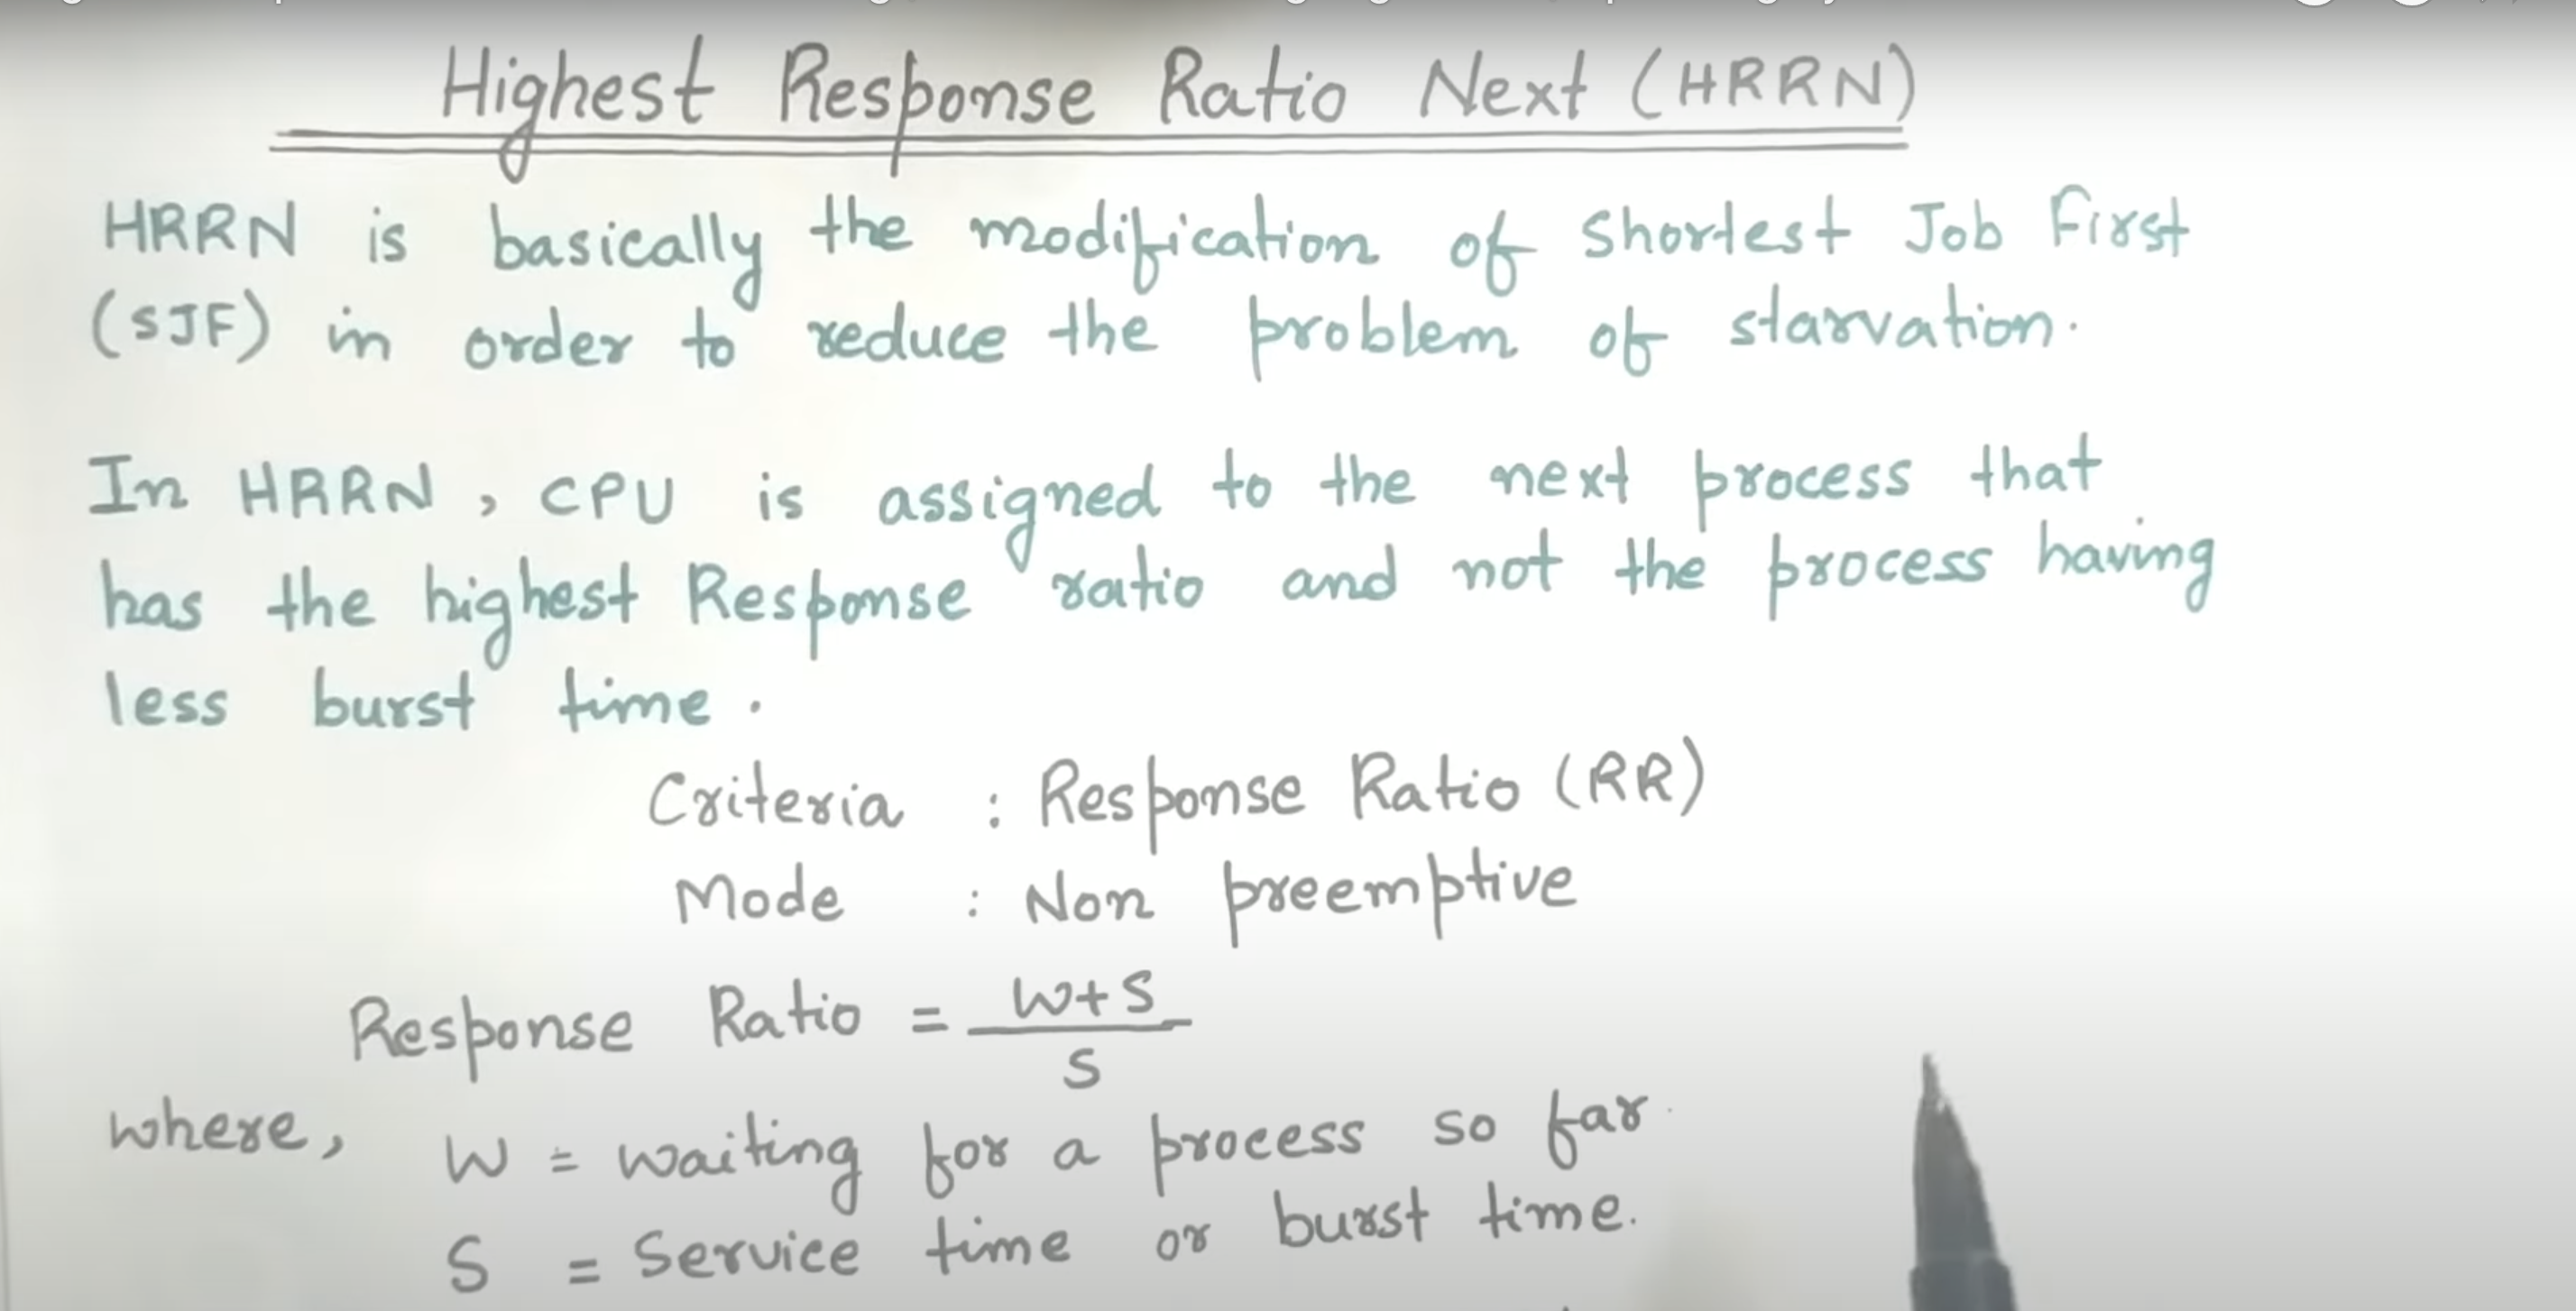 Highest Response Ratio Next (HRRN)
HRRN is basically the modification of Shortest Job First
(SJF) in order to reduce the problem of starvation.
In HRRN, CPU is assigned to the next process that
has the highest Response ratio and not the process having
less burst time.
Criteria : Response Ratio (RR)
Mode : Non preemptive
Response Ratio = W+S
S
where, W = waiting for a process so far.
S = Service time or burst time.